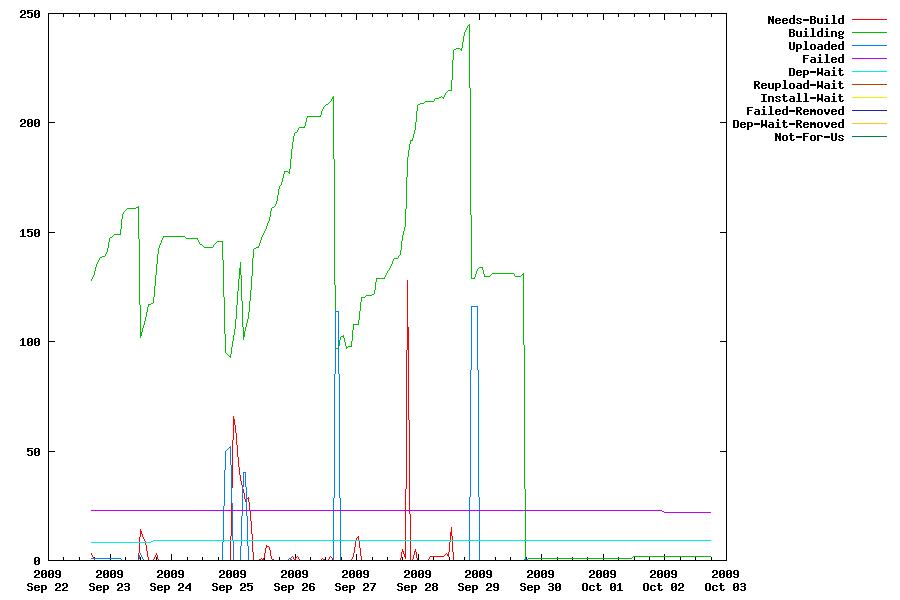 250
200
150
100
50
0
2009 2009 2009 2009 2009 2009 2009 2009 2009 2009 2009 2009
Sep 22 Sep 23 Sep 24 Sep 25 Sep 26 Sep 27 Sep 28 Sep 29 Sep 30 Oct 01 Oct 02 Oct 03
Needs-Build
Building
Uploaded
Failed
Dep-Wait
Reupload-Wait
Install-Wait
Failed-Removed
Dep-Wait-Removed
Not-For-Us